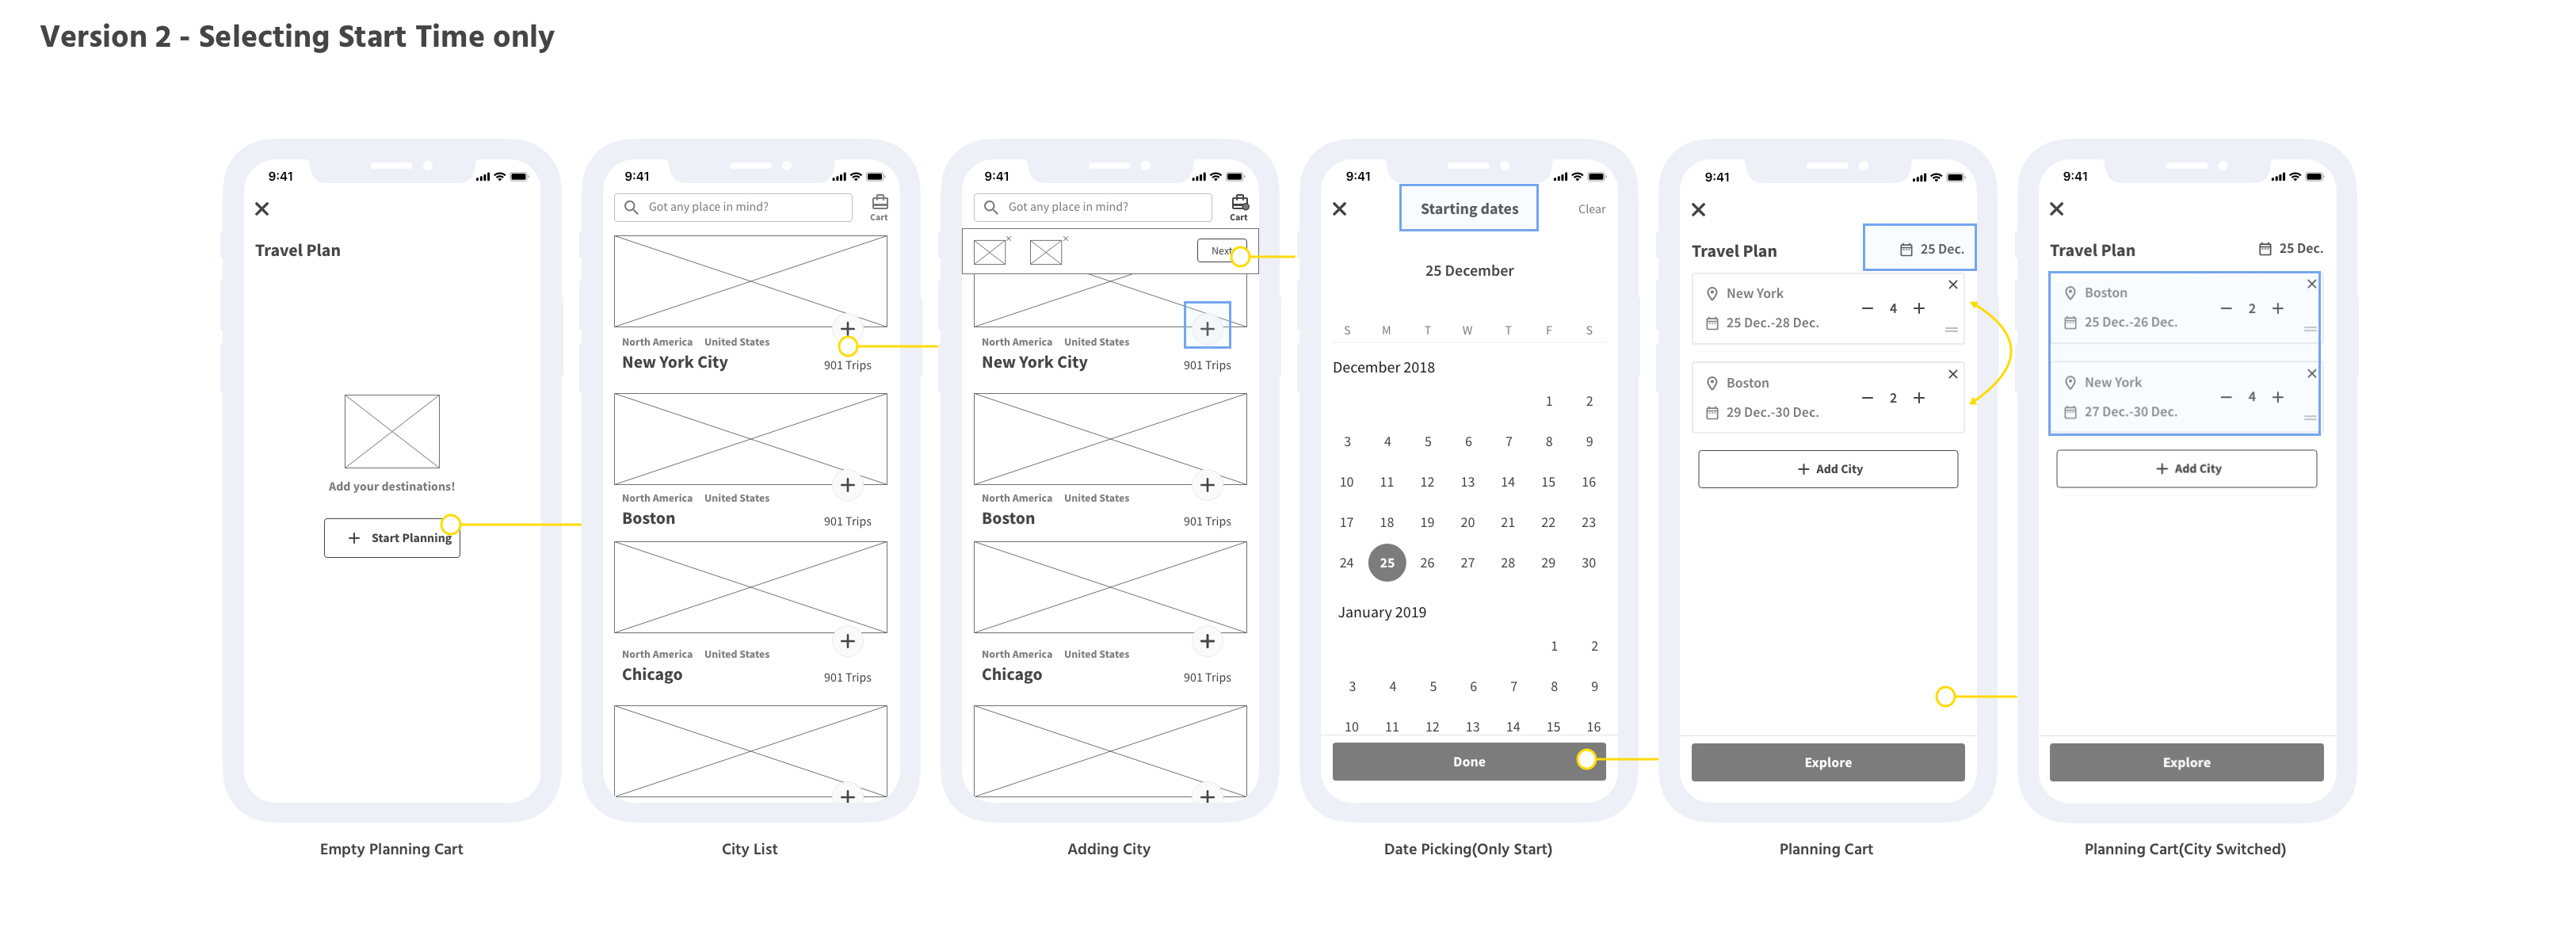 Version 2 - Selecting Start Time only
9:41
Travel Plan
Add your destinations!
+ Start Planning
Empty Planning Cart
9:41
Got any place in mind?
Cart
North America United States
New York City 901 Trips
North America United States
Boston 901 Trips
North America United States
Chicago 901 Trips
City List
9:41
Got any place in mind?
Cart
Next
North America United States
New York City 901 Trips
North America United States
Boston 901 Trips
North America United States
Chicago 901 Trips
Adding City
9:41
Starting dates Clear
25 December
S M T W T F S
December 2018
1 2
3 4 5 6 7 8 9
10 11 12 13 14 15 16
17 18 19 20 21 22 23
24 25 26 27 28 29 30
January 2019
1 2
3 4 5 6 7 8 9
10 11 12 13 14 15 16
Done
Date Picking(Only Start)
9:41
Travel Plan 25 Dec.
New York
25 Dec.-28 Dec. − 4 +
Boston
29 Dec.-30 Dec. − 2 +
+ Add City
Explore
Planning Cart
9:41
Travel Plan 25 Dec.
Boston
25 Dec.-26 Dec. − 2 +
New York
27 Dec.-30 Dec. − 4 +
+ Add City
Explore
Planning Cart(City Switched)